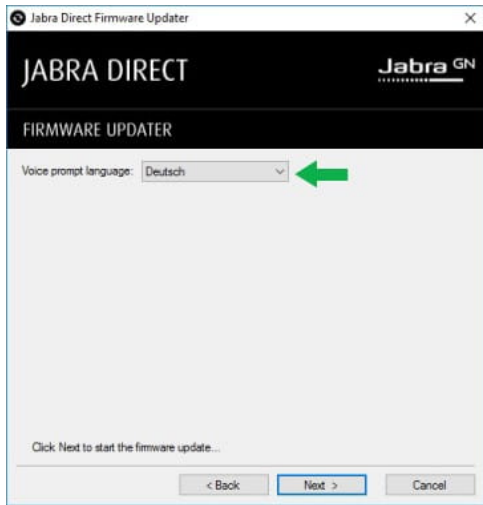 Jabra Direct Firmware Updater
JABRA DIRECT
Jabra GN
FIRMWARE UPDATER
Voice prompt language: Deutsch
Click Next to start the firmware update...
< Back Next > Cancel